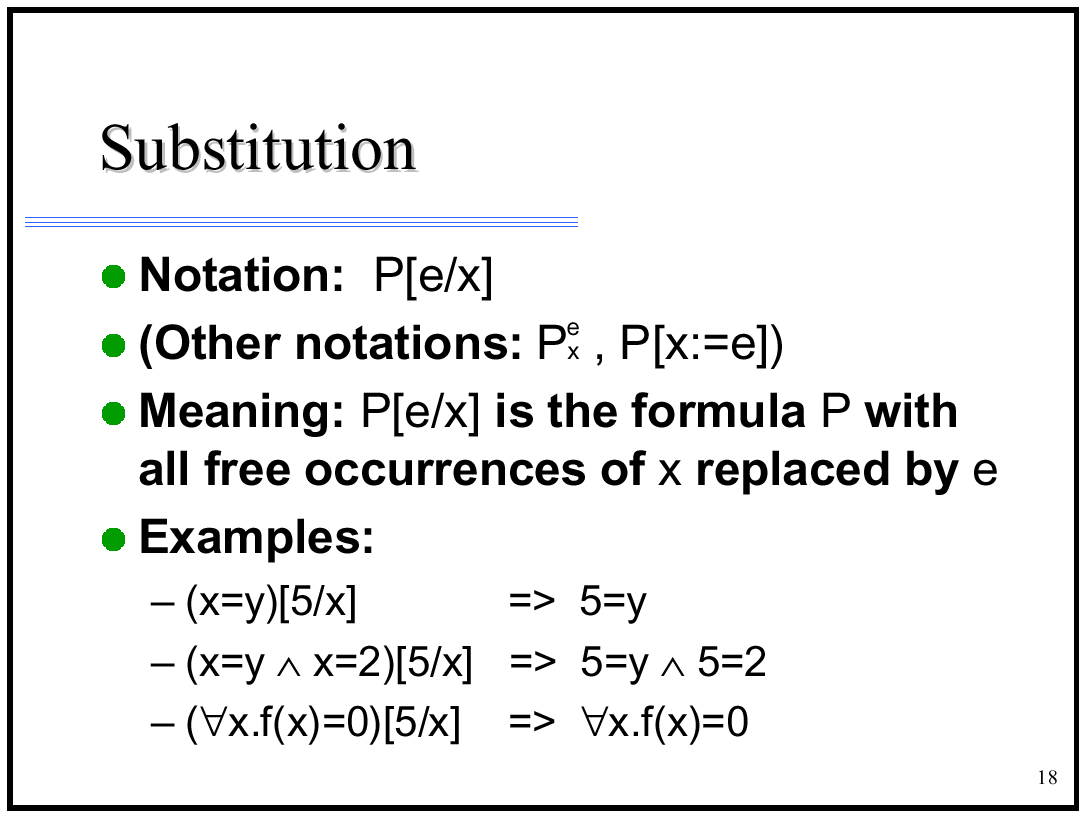 Substitution
Notation: P[e/x]
(Other notations: Pₓᵉ , P[x:=e])
Meaning: P[e/x] is the formula P with
all free occurrences of x replaced by e
Examples:
– (x=y)[5/x] => 5=y
– (x=y ∧ x=2)[5/x] => 5=y ∧ 5=2
– (∀x.f(x)=0)[5/x] => ∀x.f(x)=0
18